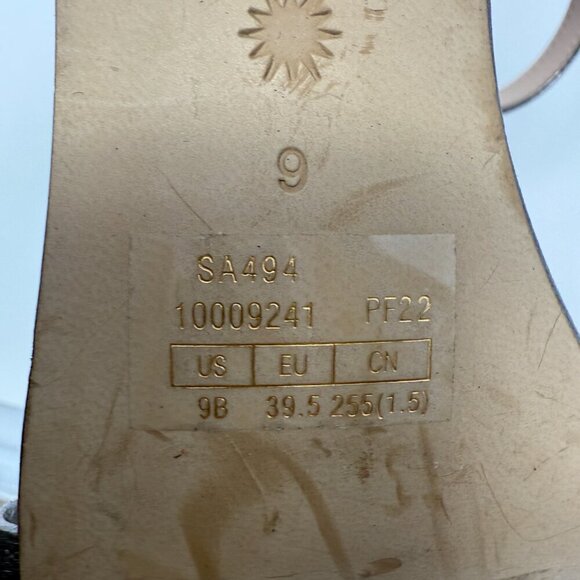 9
SA494
10009241 PF22
US EU CN
9B 39.5 255(1.5)